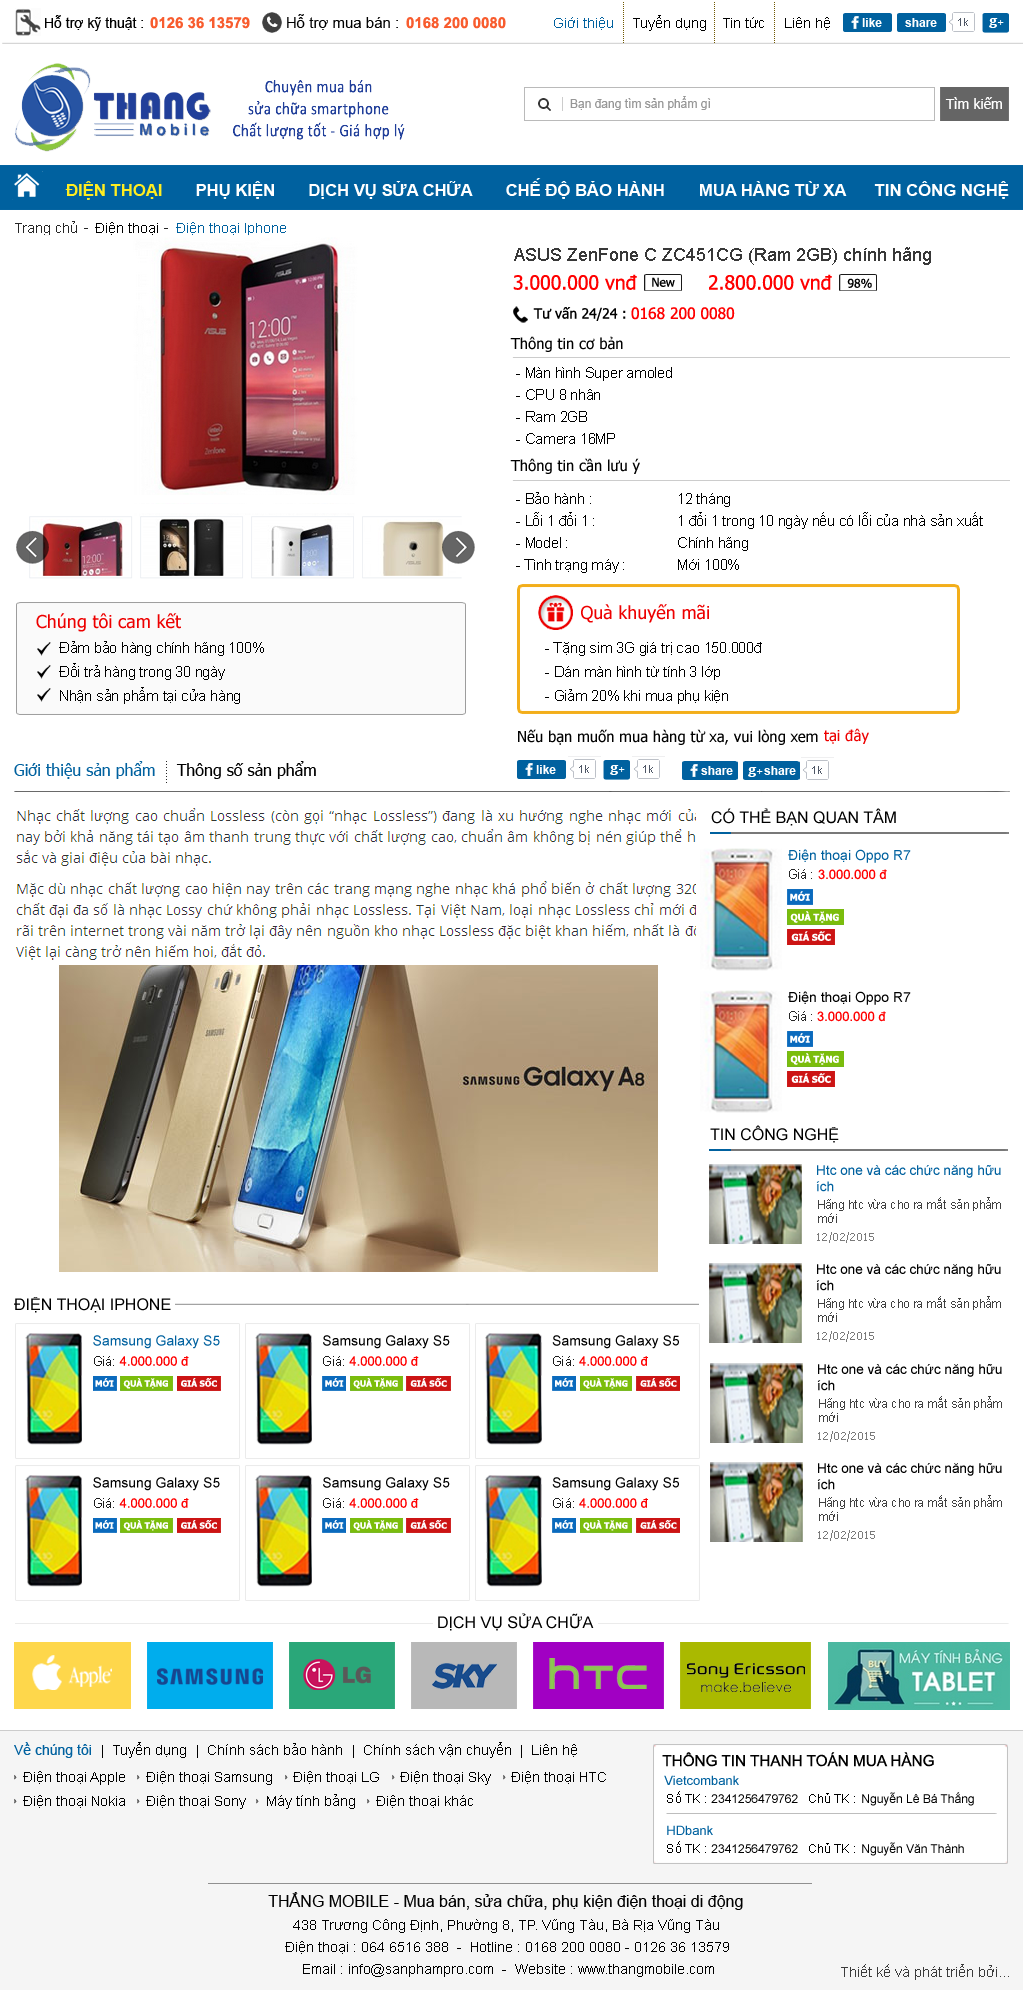 Hỗ trợ kỹ thuật : 0126 36 13579 Hỗ trợ mua bán : 0168 200 0080 Giới thiệu Tuyển dụng Tin tức Liên hệ like share 1k g+
THANG
Mobile
Chuyên mua bán
sửa chữa smartphone
Chất lượng tốt - Giá hợp lý
Bạn đang tìm sản phẩm gì Tìm kiếm
ĐIỆN THOẠI PHỤ KIỆN DỊCH VỤ SỬA CHỮA CHẾ ĐỘ BẢO HÀNH MUA HÀNG TỪ XA TIN CÔNG NGHỆ
Trang chủ - Điện thoại - Điện thoại Iphone
ASUS ZenFone C ZC451CG (Ram 2GB) chính hãng
3.000.000 vnđ New 2.800.000 vnđ 98%
Tư vấn 24/24 : 0168 200 0080
Thông tin cơ bản
- Màn hình Super amoled
- CPU 8 nhân
- Ram 2GB
- Camera 16MP
Thông tin cần lưu ý
- Bảo hành : 12 tháng
- Lỗi 1 đổi 1 : 1 đổi 1 trong 10 ngày nếu có lỗi của nhà sản xuất
- Model : Chính hãng
- Tình trạng máy : Mới 100%
ASUS
12:00
intel
Zenfone
Chúng tôi cam kết
Đảm bảo hàng chính hãng 100%
Đổi trả hàng trong 30 ngày
Nhận sản phẩm tại cửa hàng
Quà khuyến mãi
- Tặng sim 3G giá trị cao 150.000đ
- Dán màn hình từ tính 3 lớp
- Giảm 20% khi mua phụ kiện
Nếu bạn muốn mua hàng từ xa, vui lòng xem tại đây
like 1k g+ 1k share g+share 1k
Giới thiệu sản phẩm Thông số sản phẩm
Nhạc chất lượng cao chuẩn Lossless (còn gọi “nhạc Lossless”) đang là xu hướng nghe nhạc mới củ
nay bởi khả năng tái tạo âm thanh trung thực với chất lượng cao, chuẩn âm không bị nén giúp thể h
sắc và giai điệu của bài nhạc.
Mặc dù nhạc chất lượng cao hiện nay trên các trang mạng nghe nhạc khá phổ biến ở chất lượng 320
chất đại đa số là nhạc Lossy chứ không phải nhạc Lossless. Tại Việt Nam, loại nhạc Lossless chỉ mới đ
rãi trên internet trong vài năm trở lại đây nên nguồn kho nhạc Lossless đặc biệt khan hiếm, nhất là đố
Việt lại càng trở nên hiếm hoi, đắt đỏ.
SAMSUNG Galaxy A8
CÓ THỂ BẠN QUAN TÂM
Điện thoại Oppo R7
Giá : 3.000.000 đ
MỚI
QUÀ TẶNG
GIÁ SỐC
Điện thoại Oppo R7
Giá : 3.000.000 đ
MỚI
QUÀ TẶNG
GIÁ SỐC
TIN CÔNG NGHỆ
Htc one và các chức năng hữu
ích
Hãng htc vừa cho ra mắt sản phẩm
mới
12/02/2015
Htc one và các chức năng hữu
ích
Hãng htc vừa cho ra mắt sản phẩm
mới
12/02/2015
Htc one và các chức năng hữu
ích
Hãng htc vừa cho ra mắt sản phẩm
mới
12/02/2015
Htc one và các chức năng hữu
ích
Hãng htc vừa cho ra mắt sản phẩm
mới
12/02/2015
ĐIỆN THOẠI IPHONE
Samsung Galaxy S5 Samsung Galaxy S5 Samsung Galaxy S5
Giá: 4.000.000 đ Giá: 4.000.000 đ Giá: 4.000.000 đ
MỚI QUÀ TẶNG GIÁ SỐC MỚI QUÀ TẶNG GIÁ SỐC MỚI QUÀ TẶNG GIÁ SỐC
Samsung Galaxy S5 Samsung Galaxy S5 Samsung Galaxy S5
Giá: 4.000.000 đ Giá: 4.000.000 đ Giá: 4.000.000 đ
MỚI QUÀ TẶNG GIÁ SỐC MỚI QUÀ TẶNG GIÁ SỐC MỚI QUÀ TẶNG GIÁ SỐC
DỊCH VỤ SỬA CHỮA
Apple SAMSUNG LG SKY hTC Sony Ericsson
make.believe
BUY MÁY TÍNH BẢNG
TABLET
Về chúng tôi | Tuyển dụng | Chính sách bảo hành | Chính sách vận chuyển | Liên hệ
Điện thoại Apple Điện thoại Samsung Điện thoại LG Điện thoại Sky Điện thoại HTC
Điện thoại Nokia Điện thoại Sony Máy tính bảng Điện thoại khác
THÔNG TIN THANH TOÁN MUA HÀNG
Vietcombank
Số TK : 2341256479762 Chủ TK : Nguyễn Lê Bá Thắng
HDbank
Số TK : 2341256479762 Chủ TK : Nguyễn Văn Thành
THẮNG MOBILE - Mua bán, sửa chữa, phụ kiện điện thoại di động
438 Trương Công Định, Phường 8, TP. Vũng Tàu, Bà Rịa Vũng Tàu
Điện thoại : 064 6516 388 - Hotline : 0168 200 0080 - 0126 36 13579
Email : info@sanphampro.com - Website : www.thangmobile.com
Thiết kế và phát triển bởi...